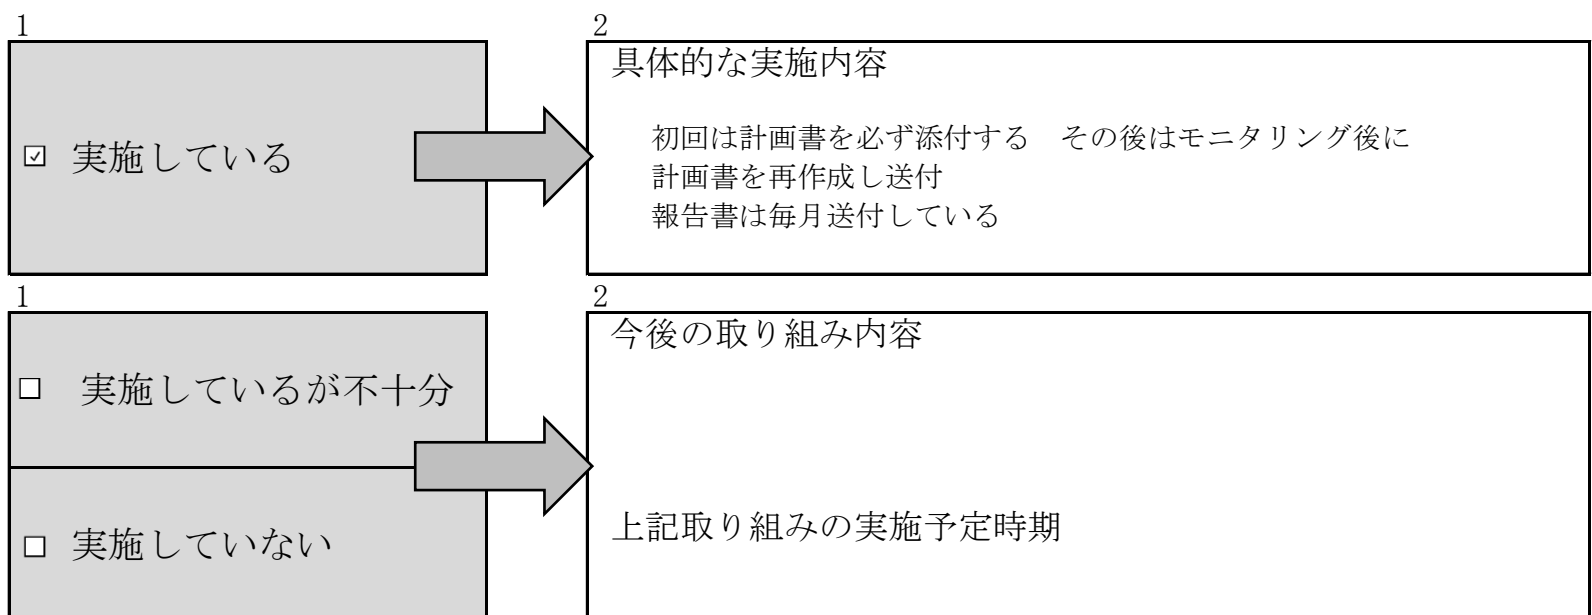 1
2
☑ 実施している
具体的な実施内容
初回は計画書を必ず添付する　その後はモニタリング後に
計画書を再作成し送付
報告書は毎月送付している
1
2
☐ 実施しているが不十分
☐ 実施していない
今後の取り組み内容
上記取り組みの実施予定時期